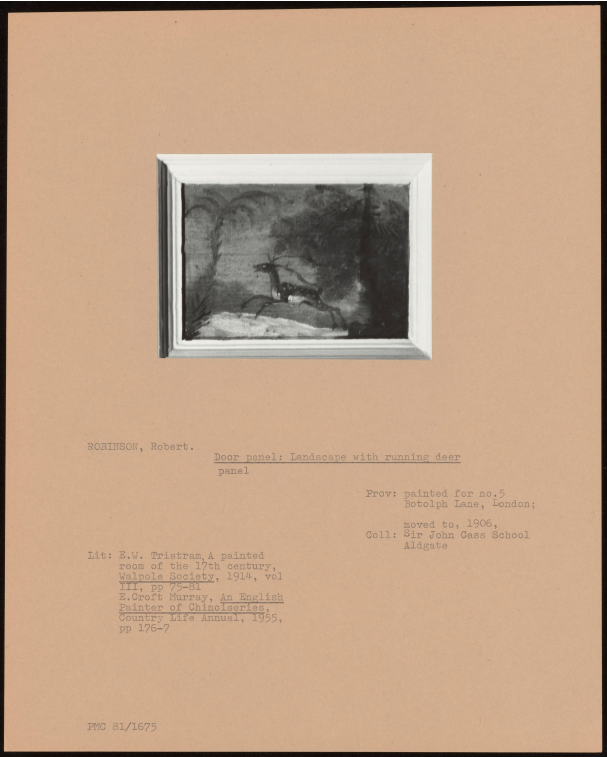 ROBINSON, Robert.
Door panel: Landscape with running deer
panel
Prov: painted for no.5
Botolph Lane, London;
moved to, 1906,
Coll: Sir John Cass School
Aldgate
Lit: E.W. Tristram, A painted
room of the 17th century,
Walpole Society, 1914, vol
III, pp 75-81
E.Croft Murray, An English
Painter of Chinoiseries,
Country Life Annual, 1955,
pp 176-7
PMC 81/1675